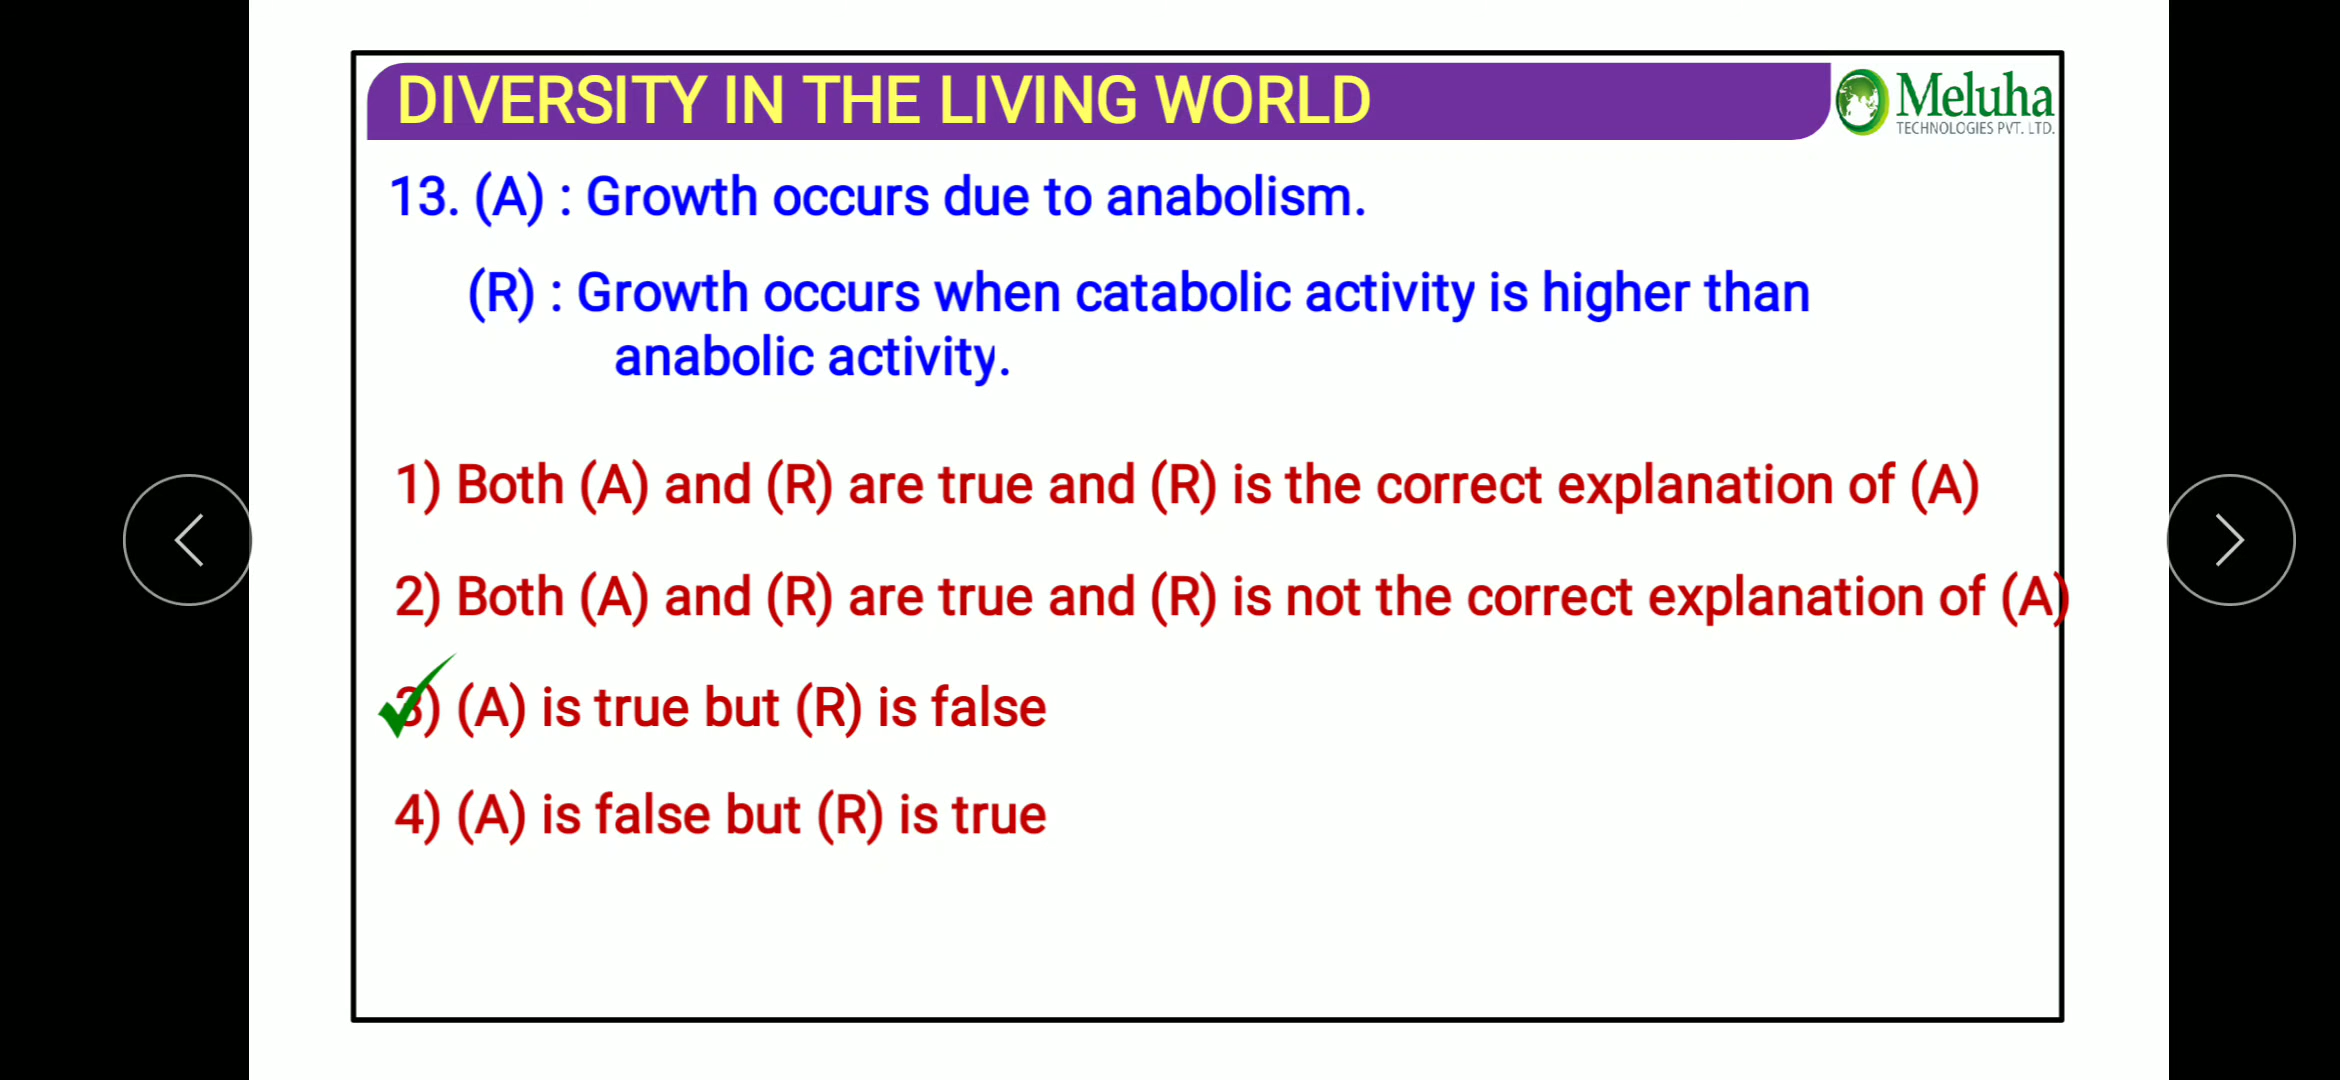 DIVERSITY IN THE LIVING WORLD
Meluha
TECHNOLOGIES PVT. LTD.
13. (A) : Growth occurs due to anabolism.
(R) : Growth occurs when catabolic activity is higher than
anabolic activity.
1) Both (A) and (R) are true and (R) is the correct explanation of (A)
2) Both (A) and (R) are true and (R) is not the correct explanation of (A)
3) (A) is true but (R) is false
4) (A) is false but (R) is true